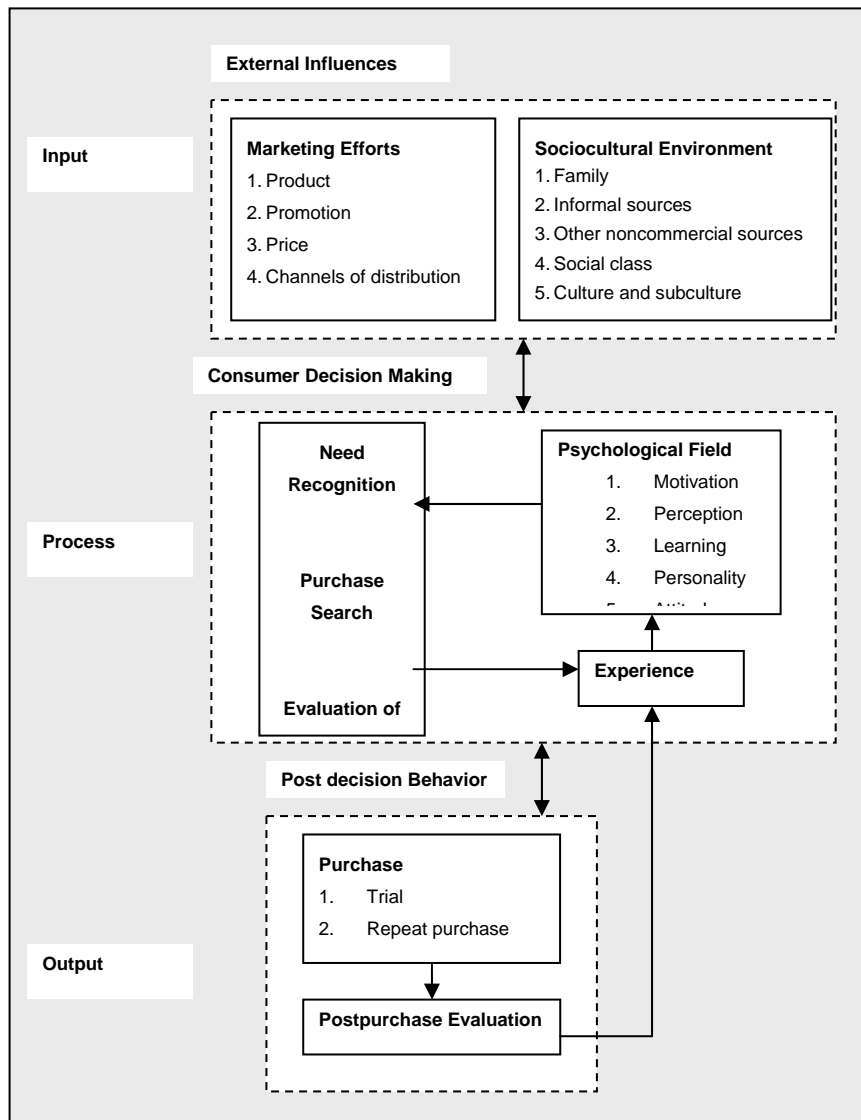 External Influences
Input
Marketing Efforts
1. Product
2. Promotion
3. Price
4. Channels of distribution
Sociocultural Environment
1. Family
2. Informal sources
3. Other noncommercial sources
4. Social class
5. Culture and subculture
Consumer Decision Making
Process
Need
Recognition
Purchase
Search
Evaluation of
Psychological Field
1. Motivation
2. Perception
3. Learning
4. Personality
Experience
Post decision Behavior
Output
Purchase
1. Trial
2. Repeat purchase
Postpurchase Evaluation